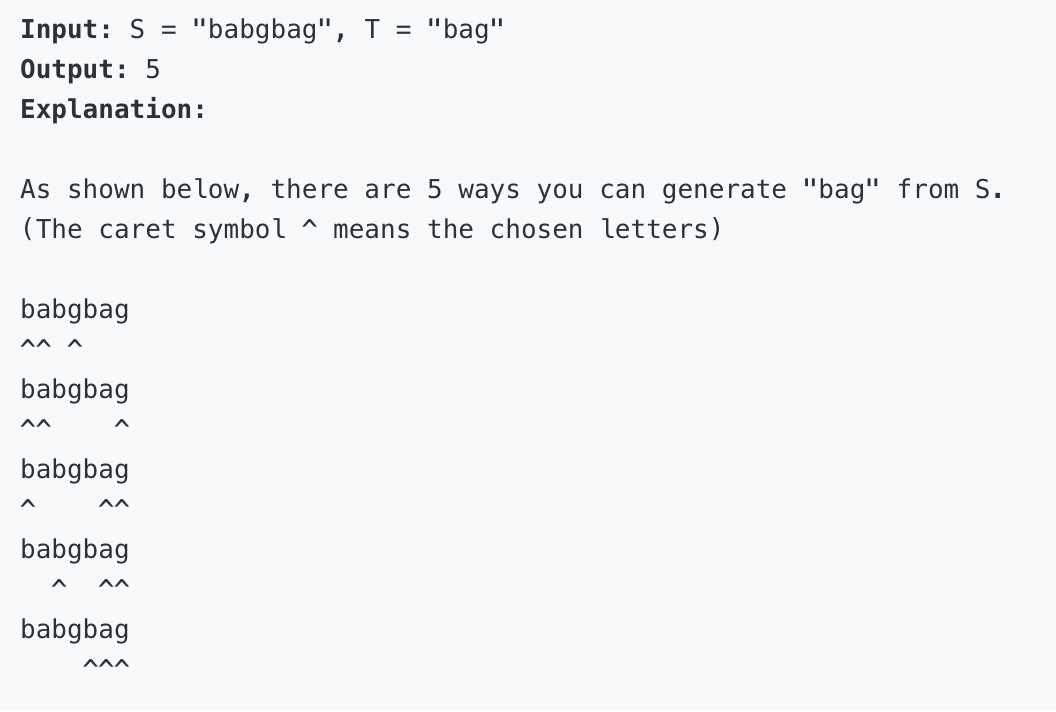 Input: S = "babgbag", T = "bag"
Output: 5
Explanation:
As shown below, there are 5 ways you can generate "bag" from S.
(The caret symbol ^ means the chosen letters)
babgbag
^^ ^
babgbag
^^    ^
babgbag
^    ^^
babgbag
  ^  ^^
babgbag
    ^^^